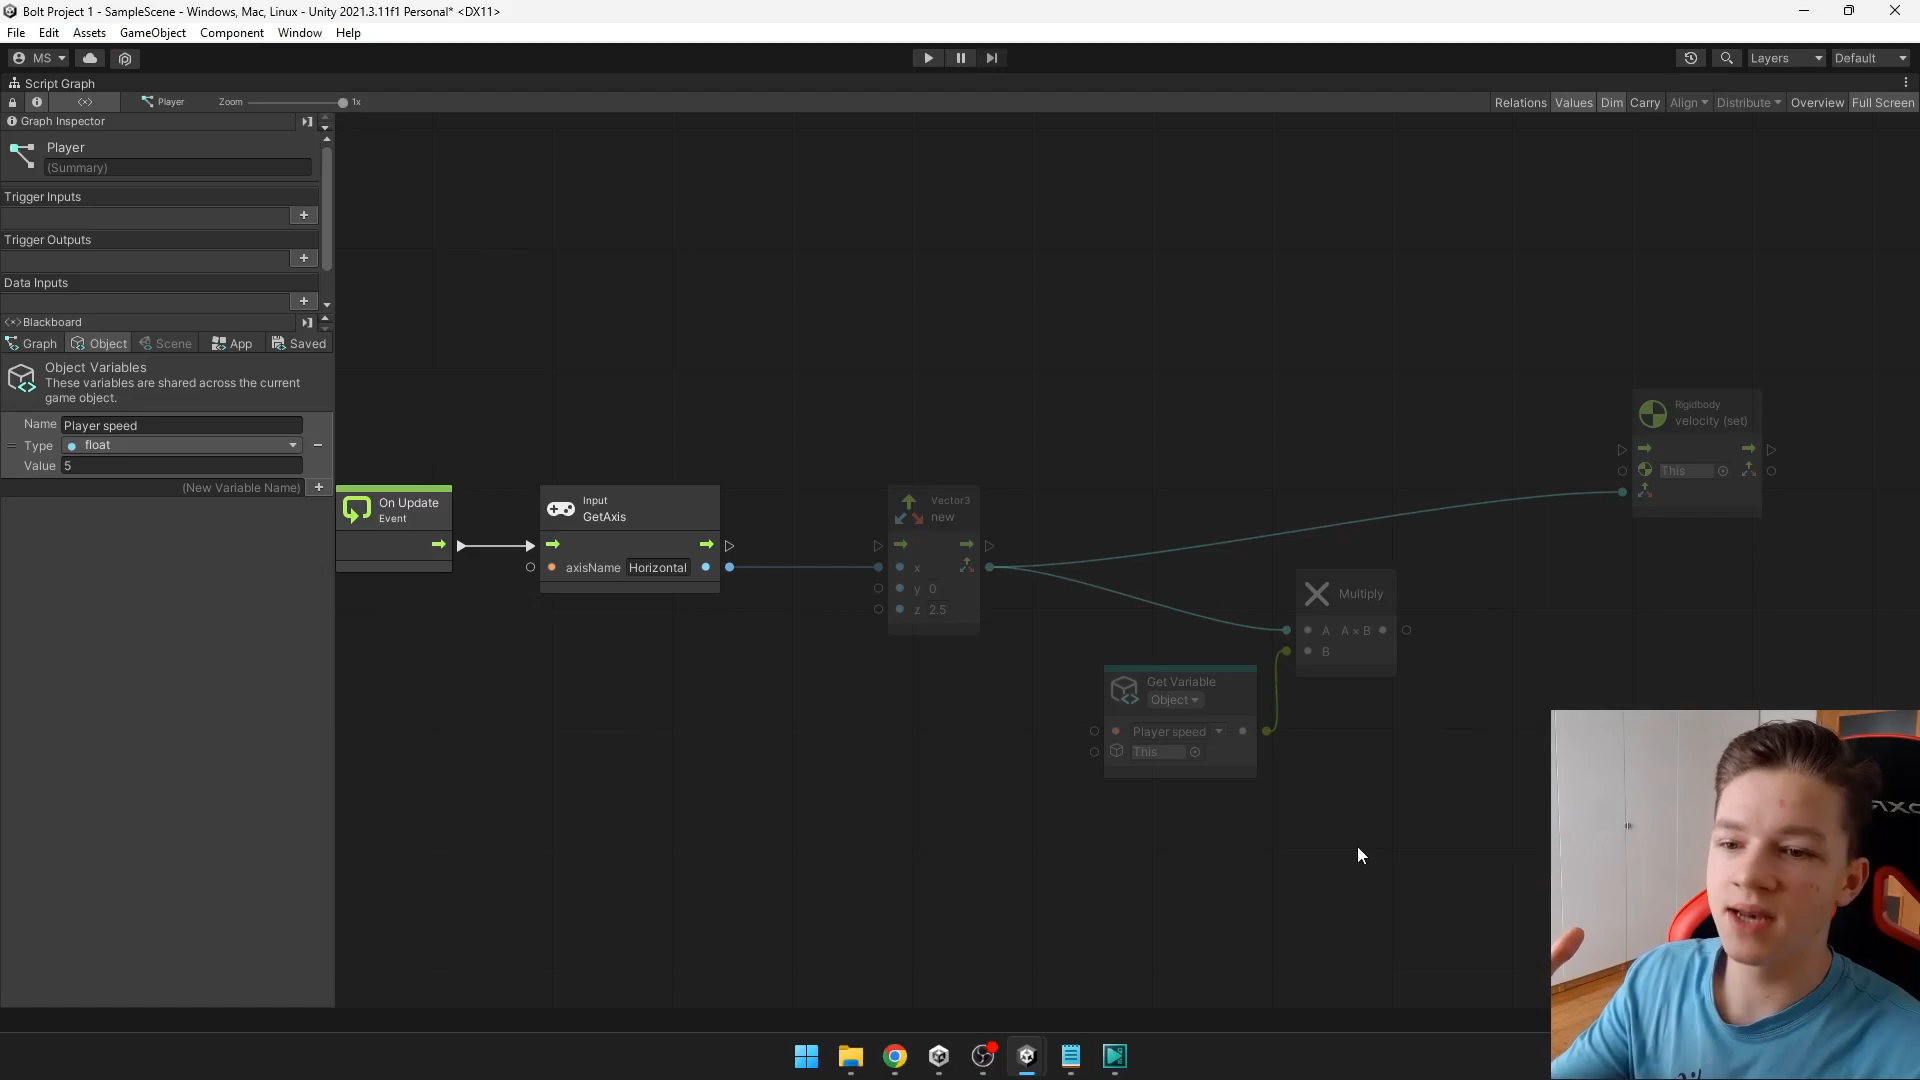 Bolt Project 1 - SampleScene - Windows, Mac, Linux - Unity 2021.3.11f1 Personal* <DX11>
File Edit Assets GameObject Component Window Help
MS Layers Default
Script Graph
Player Zoom 1x Relations Values Dim Carry Align Distribute Overview Full Screen
Graph Inspector
Player
(Summary)
Trigger Inputs
Trigger Outputs
Data Inputs
Blackboard
Graph Object Scene App Saved
Object Variables
These variables are shared across the current
game object.
Name Player speed
Type float
Value 5
(New Variable Name)
On Update
Event
Input
GetAxis
axisName Horizontal
Vector3
new
x
y 0
z 2.5
Rigidbody
velocity (set)
This
Multiply
A A × B
B
Get Variable
Object
Player speed
This